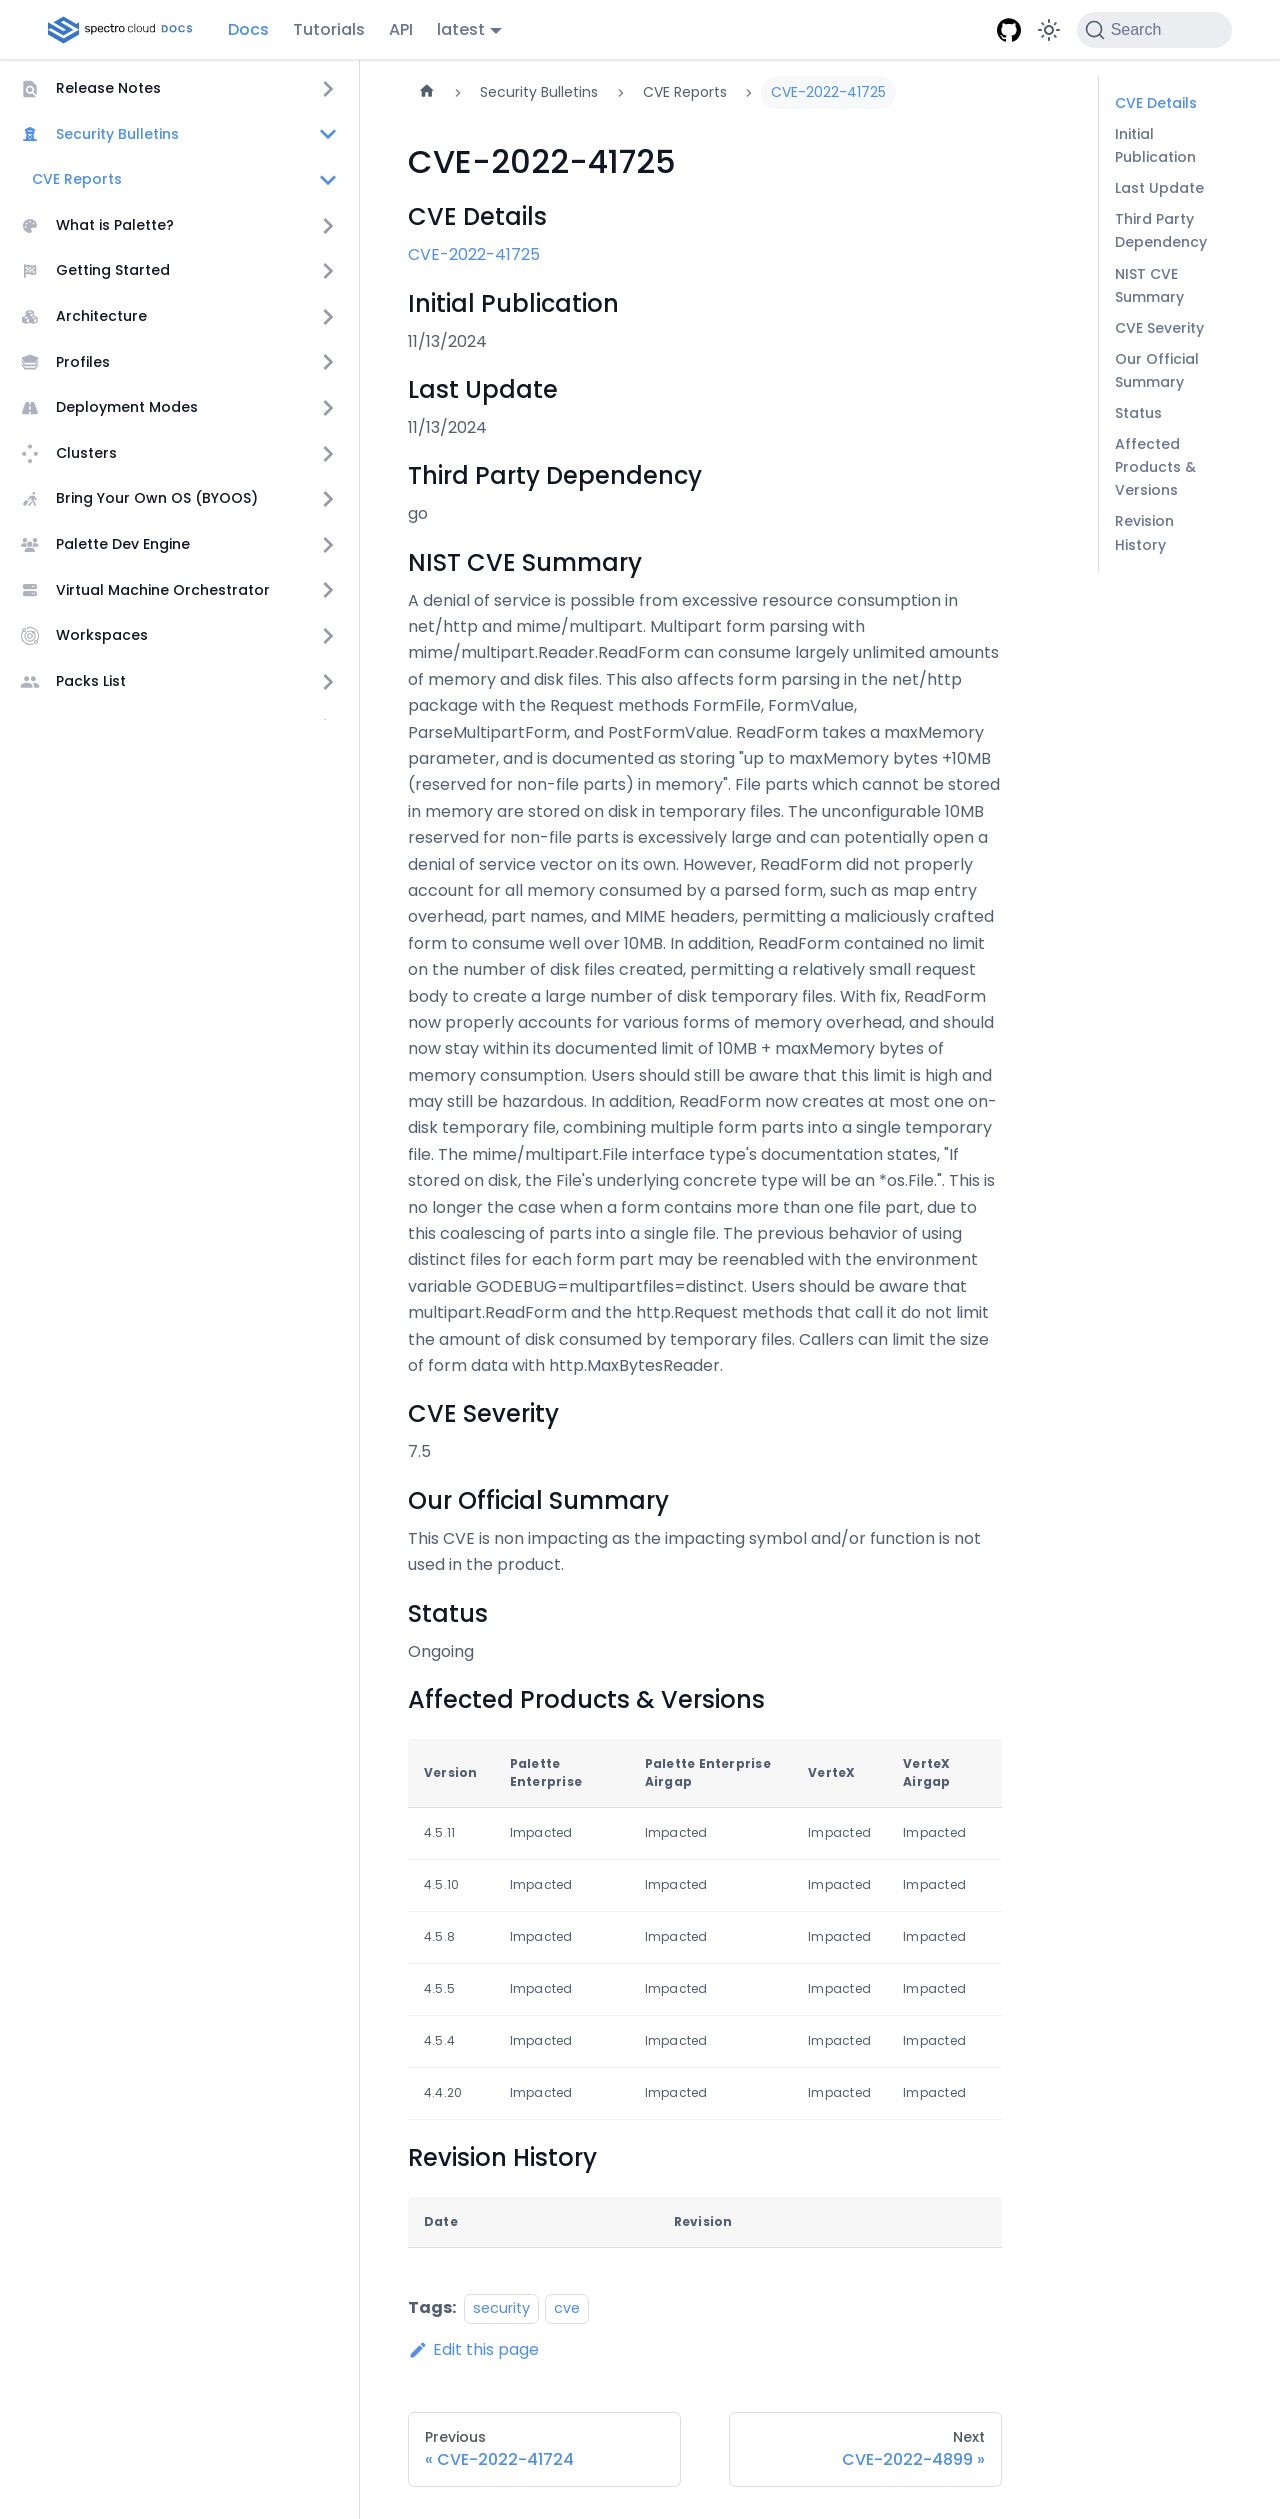 spectro cloud DOCS Docs Tutorials API latest Search
Release Notes
Security Bulletins
CVE Reports
What is Palette?
Getting Started
Architecture
Profiles
Deployment Modes
Clusters
Bring Your Own OS (BYOOS)
Palette Dev Engine
Virtual Machine Orchestrator
Workspaces
Packs List
Security Bulletins CVE Reports CVE-2022-41725
CVE-2022-41725
CVE Details
CVE-2022-41725
Initial Publication
11/13/2024
Last Update
11/13/2024
Third Party Dependency
go
NIST CVE Summary
A denial of service is possible from excessive resource consumption in
net/http and mime/multipart. Multipart form parsing with
mime/multipart.Reader.ReadForm can consume largely unlimited amounts
of memory and disk files. This also affects form parsing in the net/http
package with the Request methods FormFile, FormValue,
ParseMultipartForm, and PostFormValue. ReadForm takes a maxMemory
parameter, and is documented as storing "up to maxMemory bytes +10MB
(reserved for non-file parts) in memory". File parts which cannot be stored
in memory are stored on disk in temporary files. The unconfigurable 10MB
reserved for non-file parts is excessively large and can potentially open a
denial of service vector on its own. However, ReadForm did not properly
account for all memory consumed by a parsed form, such as map entry
overhead, part names, and MIME headers, permitting a maliciously crafted
form to consume well over 10MB. In addition, ReadForm contained no limit
on the number of disk files created, permitting a relatively small request
body to create a large number of disk temporary files. With fix, ReadForm
now properly accounts for various forms of memory overhead, and should
now stay within its documented limit of 10MB + maxMemory bytes of
memory consumption. Users should still be aware that this limit is high and
may still be hazardous. In addition, ReadForm now creates at most one on-
disk temporary file, combining multiple form parts into a single temporary
file. The mime/multipart.File interface type's documentation states, "If
stored on disk, the File's underlying concrete type will be an *os.File.". This is
no longer the case when a form contains more than one file part, due to
this coalescing of parts into a single file. The previous behavior of using
distinct files for each form part may be reenabled with the environment
variable GODEBUG=multipartfiles=distinct. Users should be aware that
multipart.ReadForm and the http.Request methods that call it do not limit
the amount of disk consumed by temporary files. Callers can limit the size
of form data with http.MaxBytesReader.
CVE Severity
7.5
Our Official Summary
This CVE is non impacting as the impacting symbol and/or function is not
used in the product.
Status
Ongoing
Affected Products & Versions
Version Palette Enterprise Palette Enterprise Airgap VerteX VerteX Airgap
4.5.11 Impacted Impacted Impacted Impacted
4.5.10 Impacted Impacted Impacted Impacted
4.5.8 Impacted Impacted Impacted Impacted
4.5.5 Impacted Impacted Impacted Impacted
4.5.4 Impacted Impacted Impacted Impacted
4.4.20 Impacted Impacted Impacted Impacted
Revision History
Date Revision
Tags: security cve
Edit this page
Previous
« CVE-2022-41724
Next
CVE-2022-4899 »
CVE Details
Initial
Publication
Last Update
Third Party
Dependency
NIST CVE
Summary
CVE Severity
Our Official
Summary
Status
Affected
Products &
Versions
Revision
History